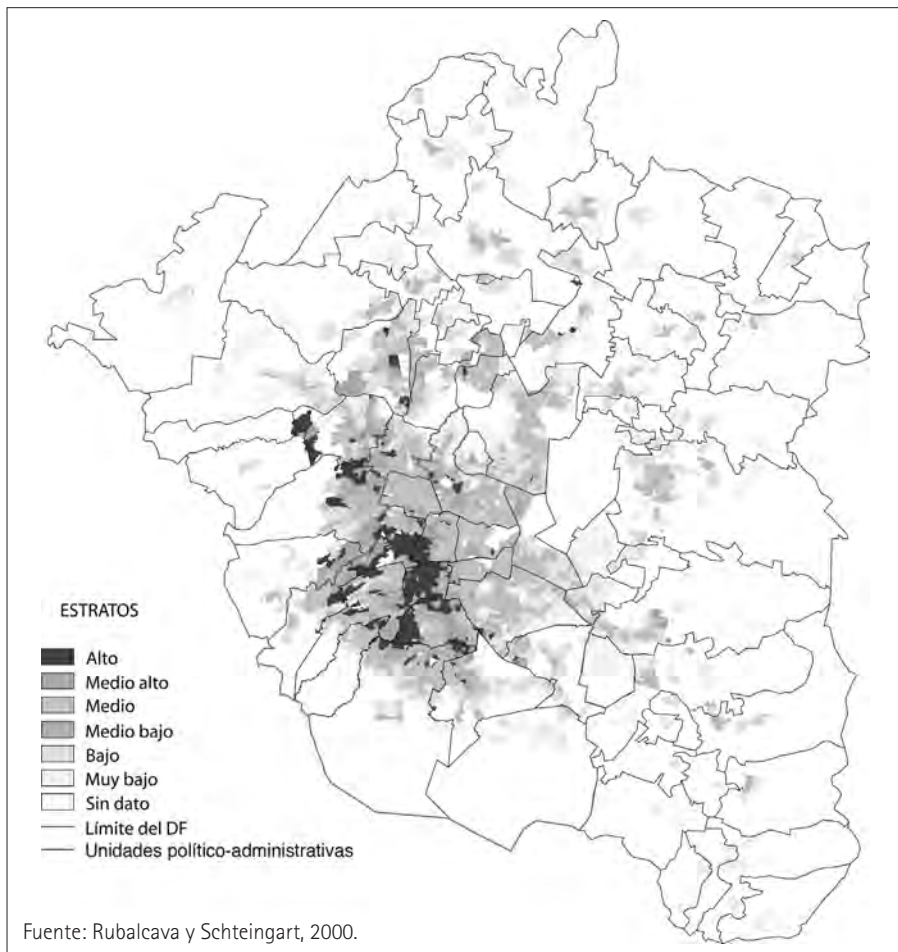 ESTRATOS
Alto
Medio alto
Medio
Medio bajo
Bajo
Muy bajo
Sin dato
Límite del DF
Unidades político-administrativas
Fuente: Rubalcava y Schteingart, 2000.